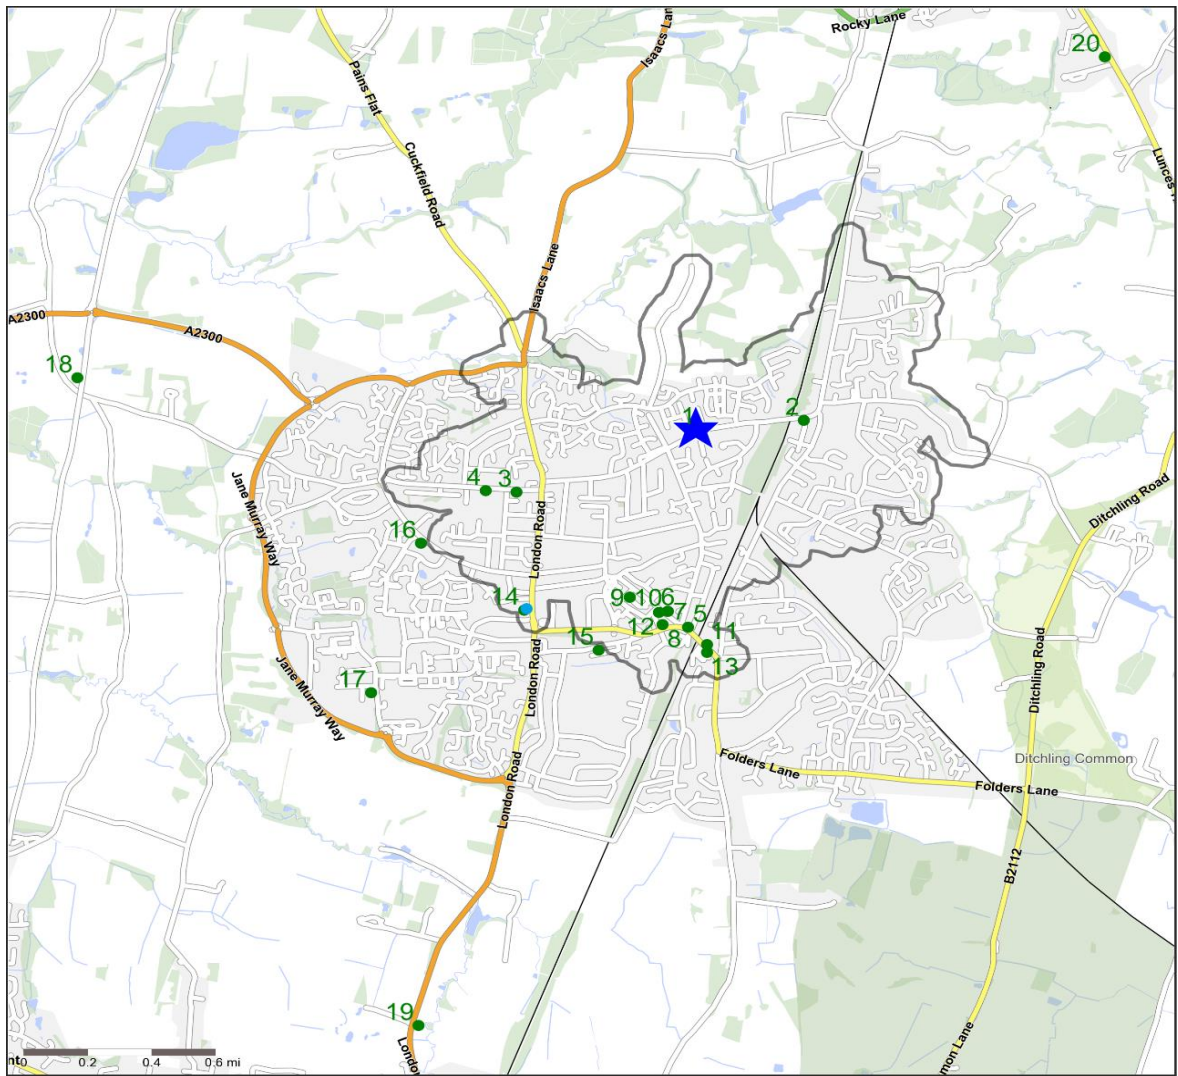 Rocky Lane
Isaacs Lan
20
Pains Flat
Cuckfield Road
Lunces
Isaacs Lane
A2300
A2300
18
1
2
4
3
Jane Murray Way
London Road
Ditchling Road
16
14
9
10
6
7
5
12
8
11
15
13
London Road
Ditchling Road
17
Jane Murray Way
London Road
Folders Lane
Ditchling Common
Folders Lane
B2112
19
London
mon Lane
nt
0
0.2
0.4
0.6 mi